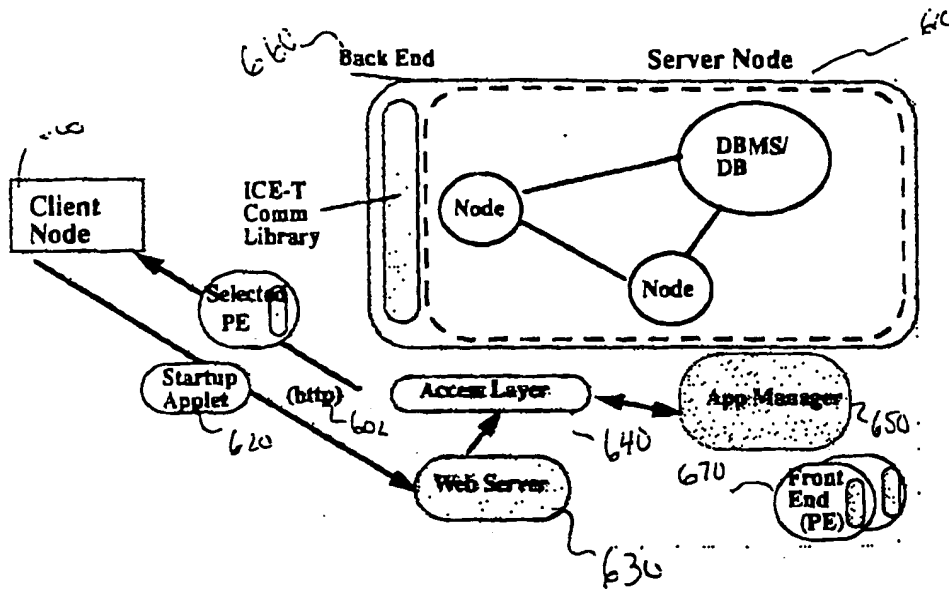 660
Back End
Server Node
DBMS/
DB
ICE-T
Comm
Library
Node
Client
Node
Node
Selected
PE
Startup
Applet
(http)
602
620
Access Layer
640
App Manager
650
Web Server
670
Front
End
(PE)
630